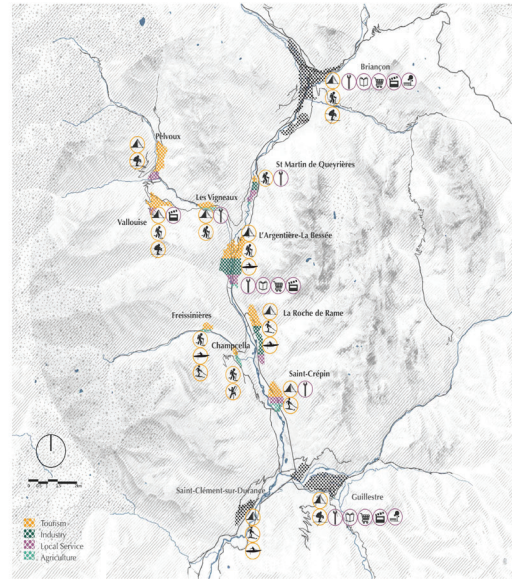 Briançon
Pelvoux
St Martin de Queyrières
Les Vigneaux
Vallouise
L'Argentière-La Bessée
Freissinières
La Roche de Rame
Champcella
Saint-Crépin
Saint-Clément-sur-Durance
Guillestre
Tourism
Industry
Local Service
Agriculture